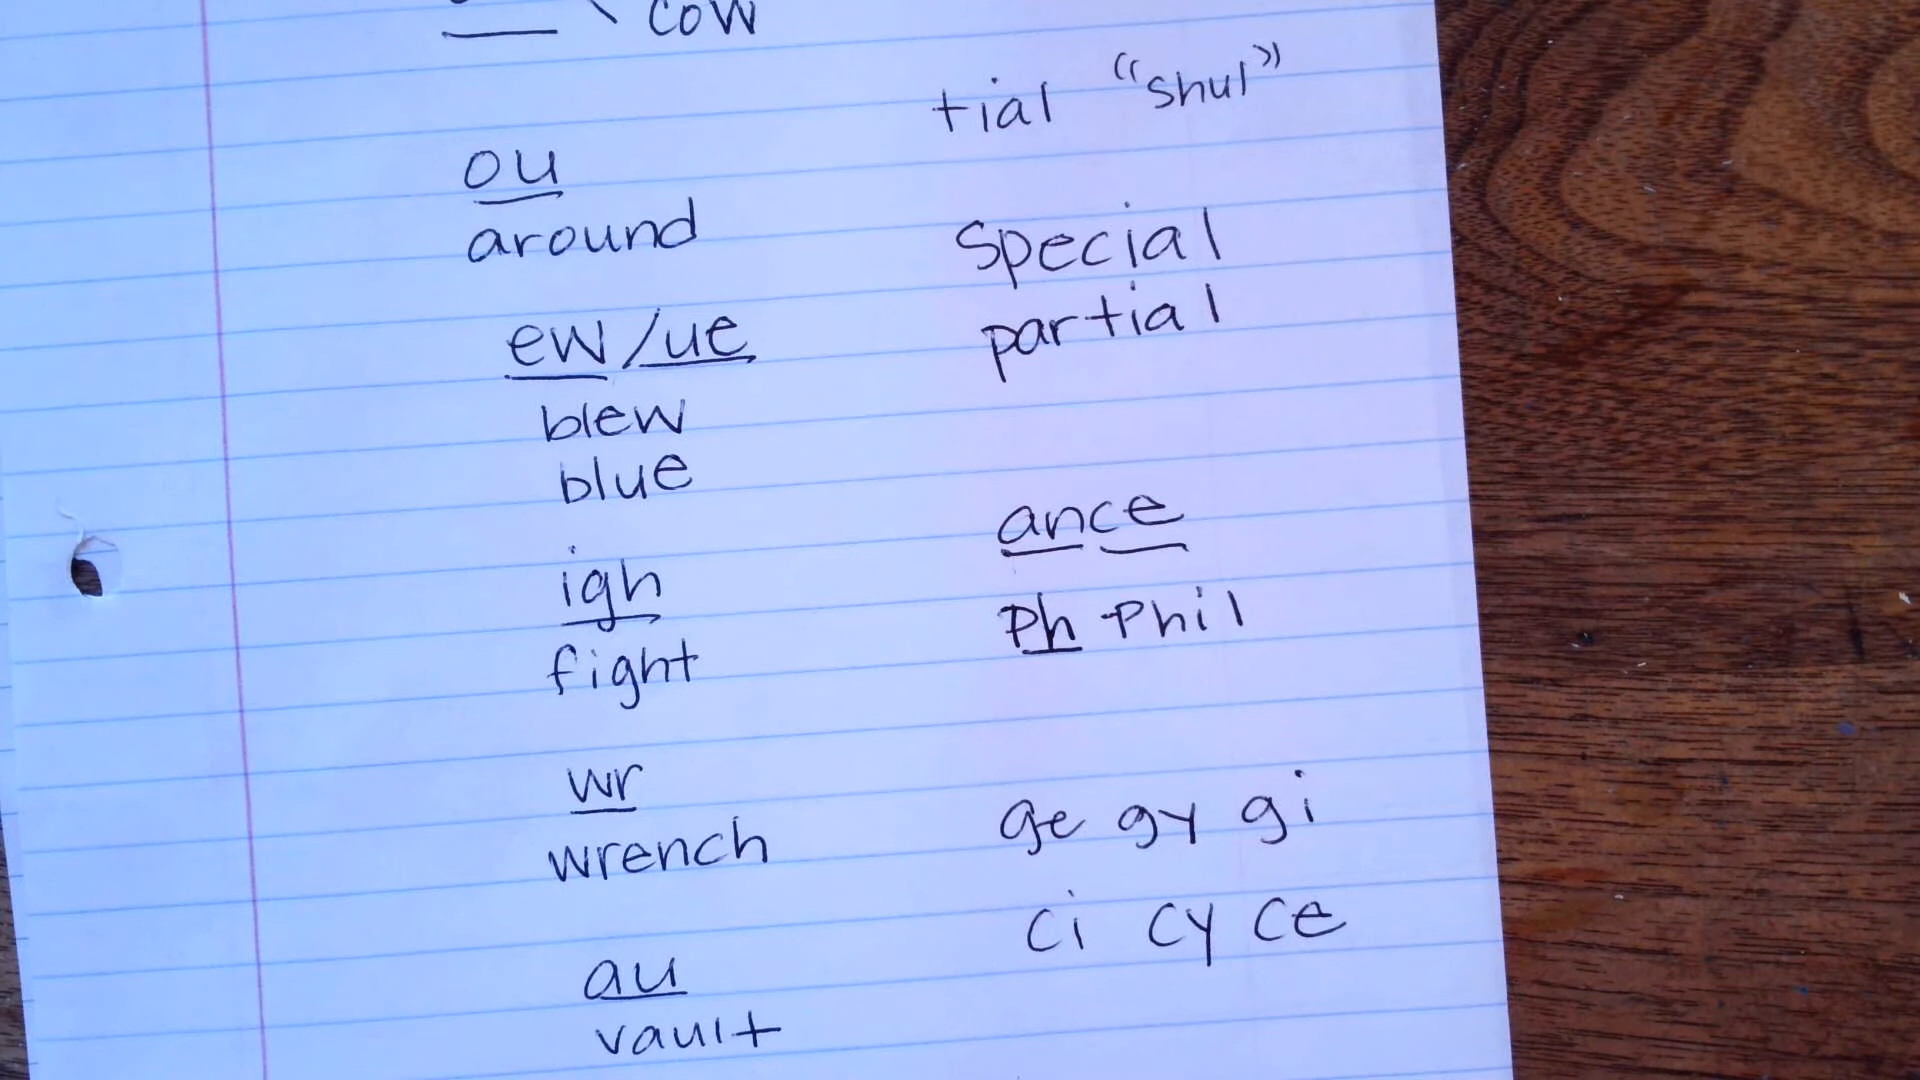 cow
ou
around
ew/ue
blew
blue
igh
fight
wr
wrench
au
vault
tial "shul"
special
partial
ance
Ph Phil
ge gy gi
ci cy ce